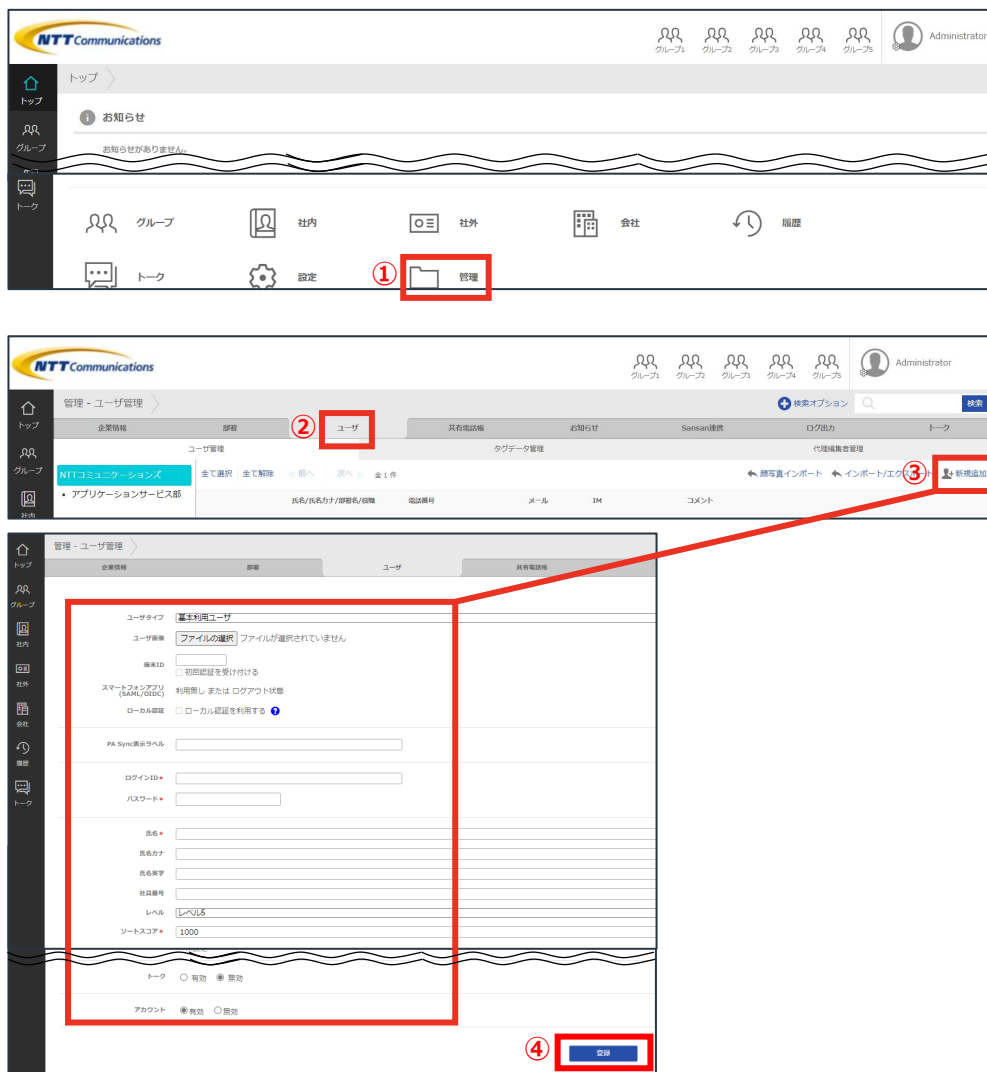 NTT Communications
グループ1 グループ2 グループ3 グループ4 グループ5 Administrator
トップ
トップ
お知らせ
グループ
お知らせがありません。
トーク
グループ 社内 社外 会社 履歴
トーク 設定 ① 管理
NTT Communications
グループ1 グループ2 グループ3 グループ4 グループ5 Administrator
管理 - ユーザ管理 検索オプション 検索
トップ
企業情報 部署 ② ユーザ 共有電話帳 お知らせ Sansan連携 ログ出力 トーク
ユーザ管理 タグデータ管理 代理編集者管理
グループ
NTTコミュニケーションズ 全て選択 全て解除 前へ 次へ 全1件 顔写真インポート インポート/エクスポート ③ 新規追加
・ アプリケーションサービス部
氏名/氏名カナ/部署名/役職 電話番号 メール IM コメント
社内
管理 - ユーザ管理
トップ
企業情報 部署 ユーザ 共有電話帳
グループ
ユーザタイプ 基本利用ユーザ
ユーザ画像 ファイルの選択 ファイルが選択されていません
社内
端末ID
初回認証を受け付ける
社外
スマートフォンアプリ (SAML/OIDC) 利用無し または ログアウト状態
ローカル認証 ローカル認証を利用する ?
会社
PA Sync表示ラベル
履歴
ログインID*
パスワード*
トーク
氏名*
氏名カナ
氏名英字
社員番号
レベル レベル5
ソートスコア* 1000
トーク 有効 無効
アカウント 有効 無効
④ 登録